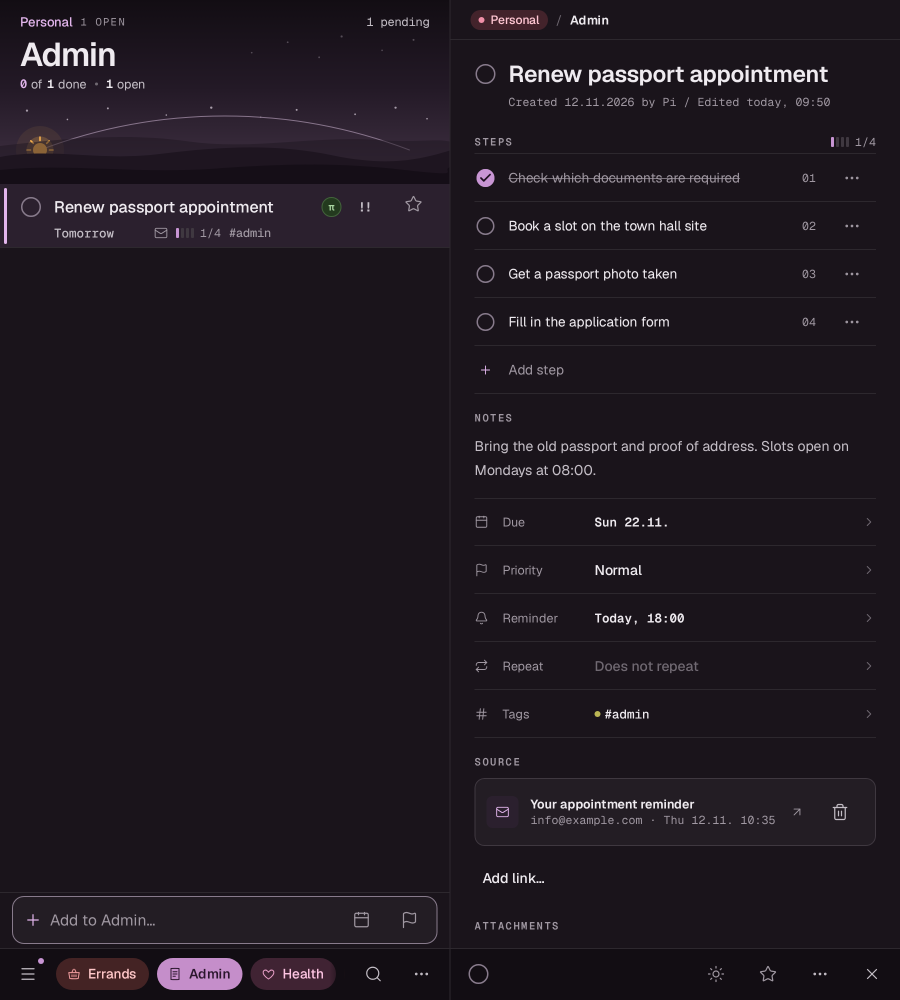 Personal 1 OPEN
1 pending
Admin
0 of 1 done • 1 open
Renew passport appointment
π
!!
Tomorrow
1/4 #admin
Add to Admin...
Errands
Admin
Health
Personal / Admin
Renew passport appointment
Created 12.11.2026 by Pi / Edited today, 09:50
STEPS
1/4
Check which documents are required 01
Book a slot on the town hall site 02
Get a passport photo taken 03
Fill in the application form 04
Add step
NOTES
Bring the old passport and proof of address. Slots open on
Mondays at 08:00.
Due Sun 22.11.
Priority Normal
Reminder Today, 18:00
Repeat Does not repeat
Tags #admin
SOURCE
Your appointment reminder
info@example.com · Thu 12.11. 10:35
Add link...
ATTACHMENTS